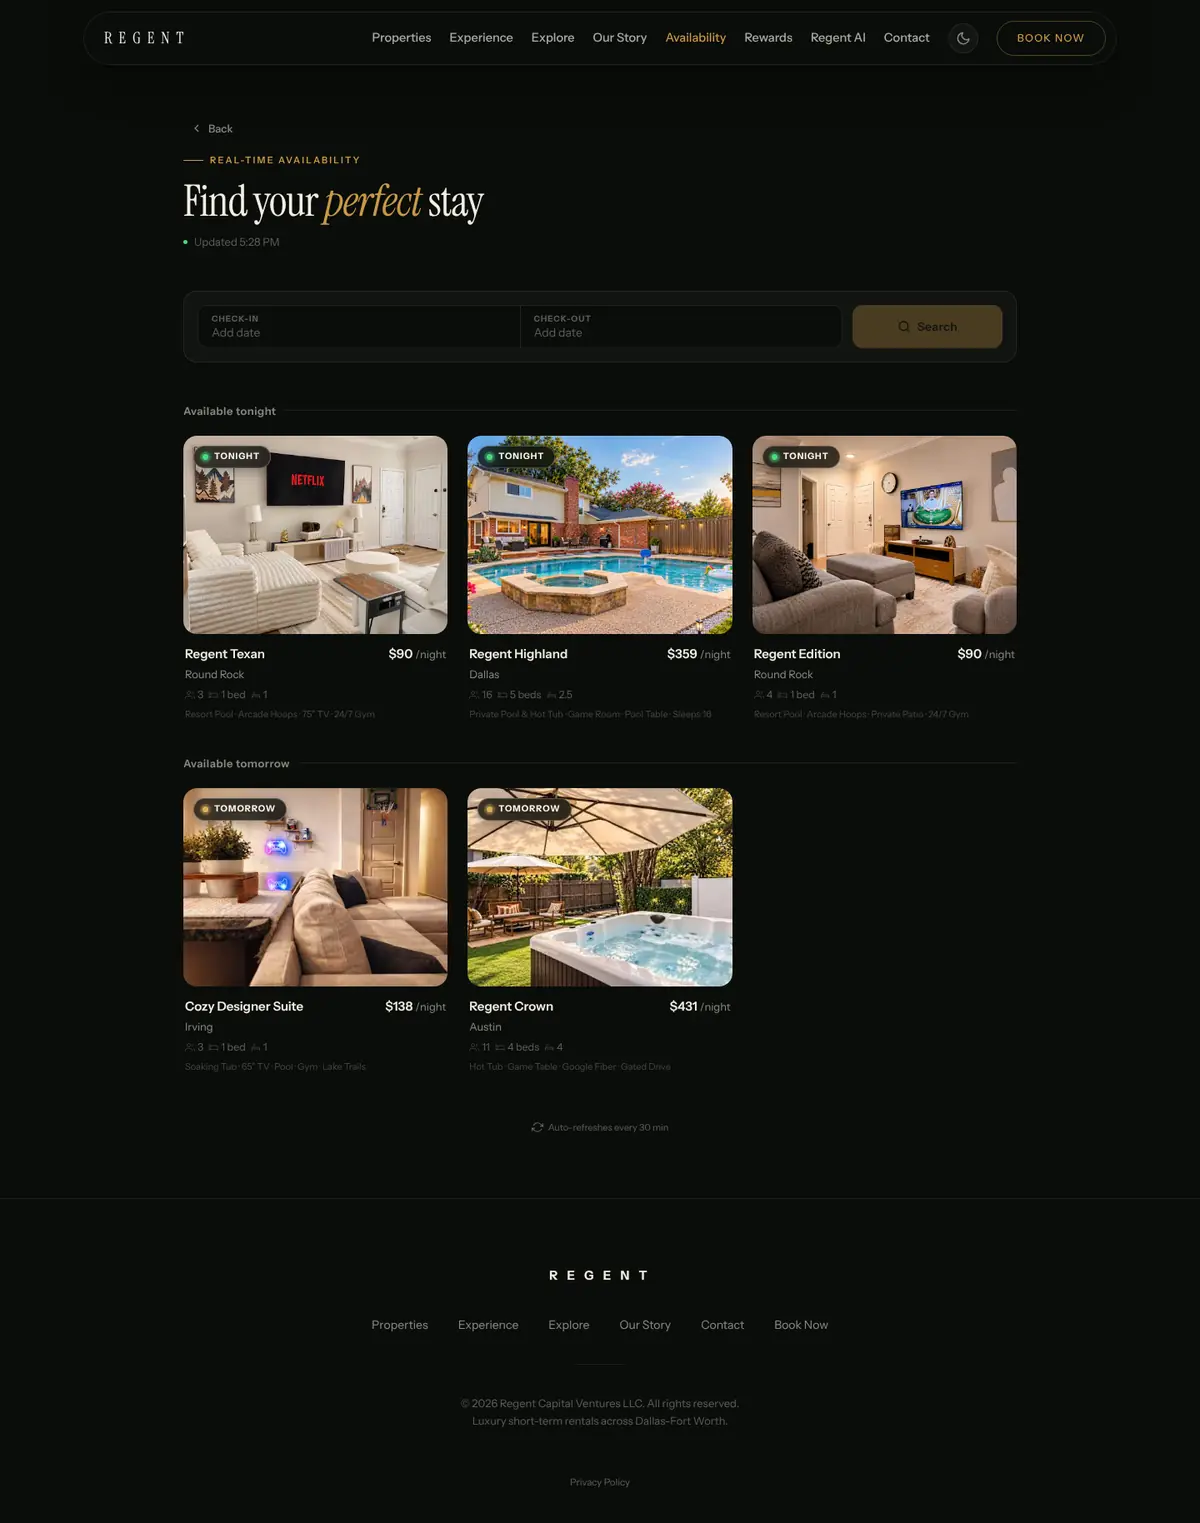 REGENT
Properties Experience Explore Our Story Availability Rewards Regent AI Contact BOOK NOW
Back
REAL-TIME AVAILABILITY
Find your perfect stay
Updated 5:28 PM
CHECK-IN
Add date
CHECK-OUT
Add date
Search
Available tonight
TONIGHT
NETFLIX
TONIGHT
TONIGHT
Regent Texan $90 /night
Round Rock
3 1 bed 1
Resort Pool · Arcade Hoops · 75" TV · 24/7 Gym
Regent Highland $359 /night
Dallas
16 5 beds 2.5
Private Pool & Hot Tub · Game Room · Pool Table · Sleeps 16
Regent Edition $90 /night
Round Rock
4 1 bed 1
Resort Pool · Arcade Hoops · Private Patio · 24/7 Gym
Available tomorrow
TOMORROW
TOMORROW
Cozy Designer Suite $138 /night
Irving
3 1 bed 1
Soaking Tub · 65" TV · Pool · Gym · Lake Trails
Regent Crown $431 /night
Austin
11 4 beds 4
Hot Tub · Game Table · Google Fiber · Gated Drive
Auto-refreshes every 30 min
REGENT
Properties Experience Explore Our Story Contact Book Now
© 2026 Regent Capital Ventures LLC. All rights reserved.
Luxury short-term rentals across Dallas-Fort Worth.
Privacy Policy